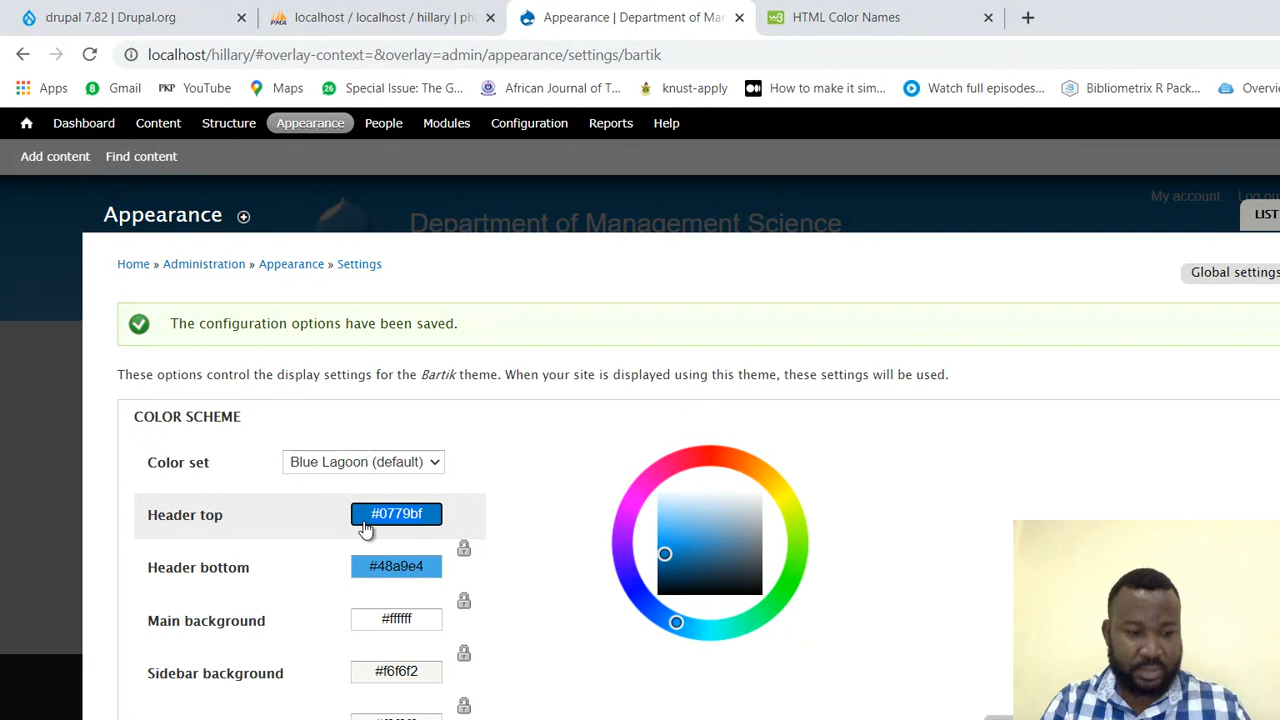 drupal 7.82 | Drupal.org
localhost / localhost / hillary | ph
Appearance | Department of Ma
HTML Color Names
localhost/hillary/#overlay-context=&overlay=admin/appearance/settings/bartik
Apps
Gmail
YouTube
Maps
Special Issue: The G...
African Journal of T...
knust-apply
How to make it sim...
Watch full episodes...
Bibliometrix R Pack...
Overvie
Dashboard Content Structure Appearance People Modules Configuration Reports Help
Add content Find content
My account Log ou
Appearance
Department of Management Science
LIST
Home » Administration » Appearance » Settings
Global settings
The configuration options have been saved.
These options control the display settings for the Bartik theme. When your site is displayed using this theme, these settings will be used.
COLOR SCHEME
Color set Blue Lagoon (default)
Header top #0779bf
Header bottom #48a9e4
Main background #ffffff
Sidebar background #f6f6f2